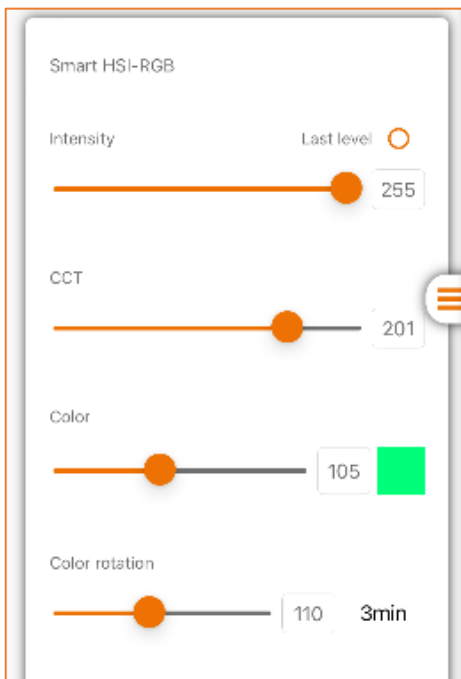 Smart HSI-RGB
Intensity Last level
255
CCT
201
Color
105
Color rotation
110 3min